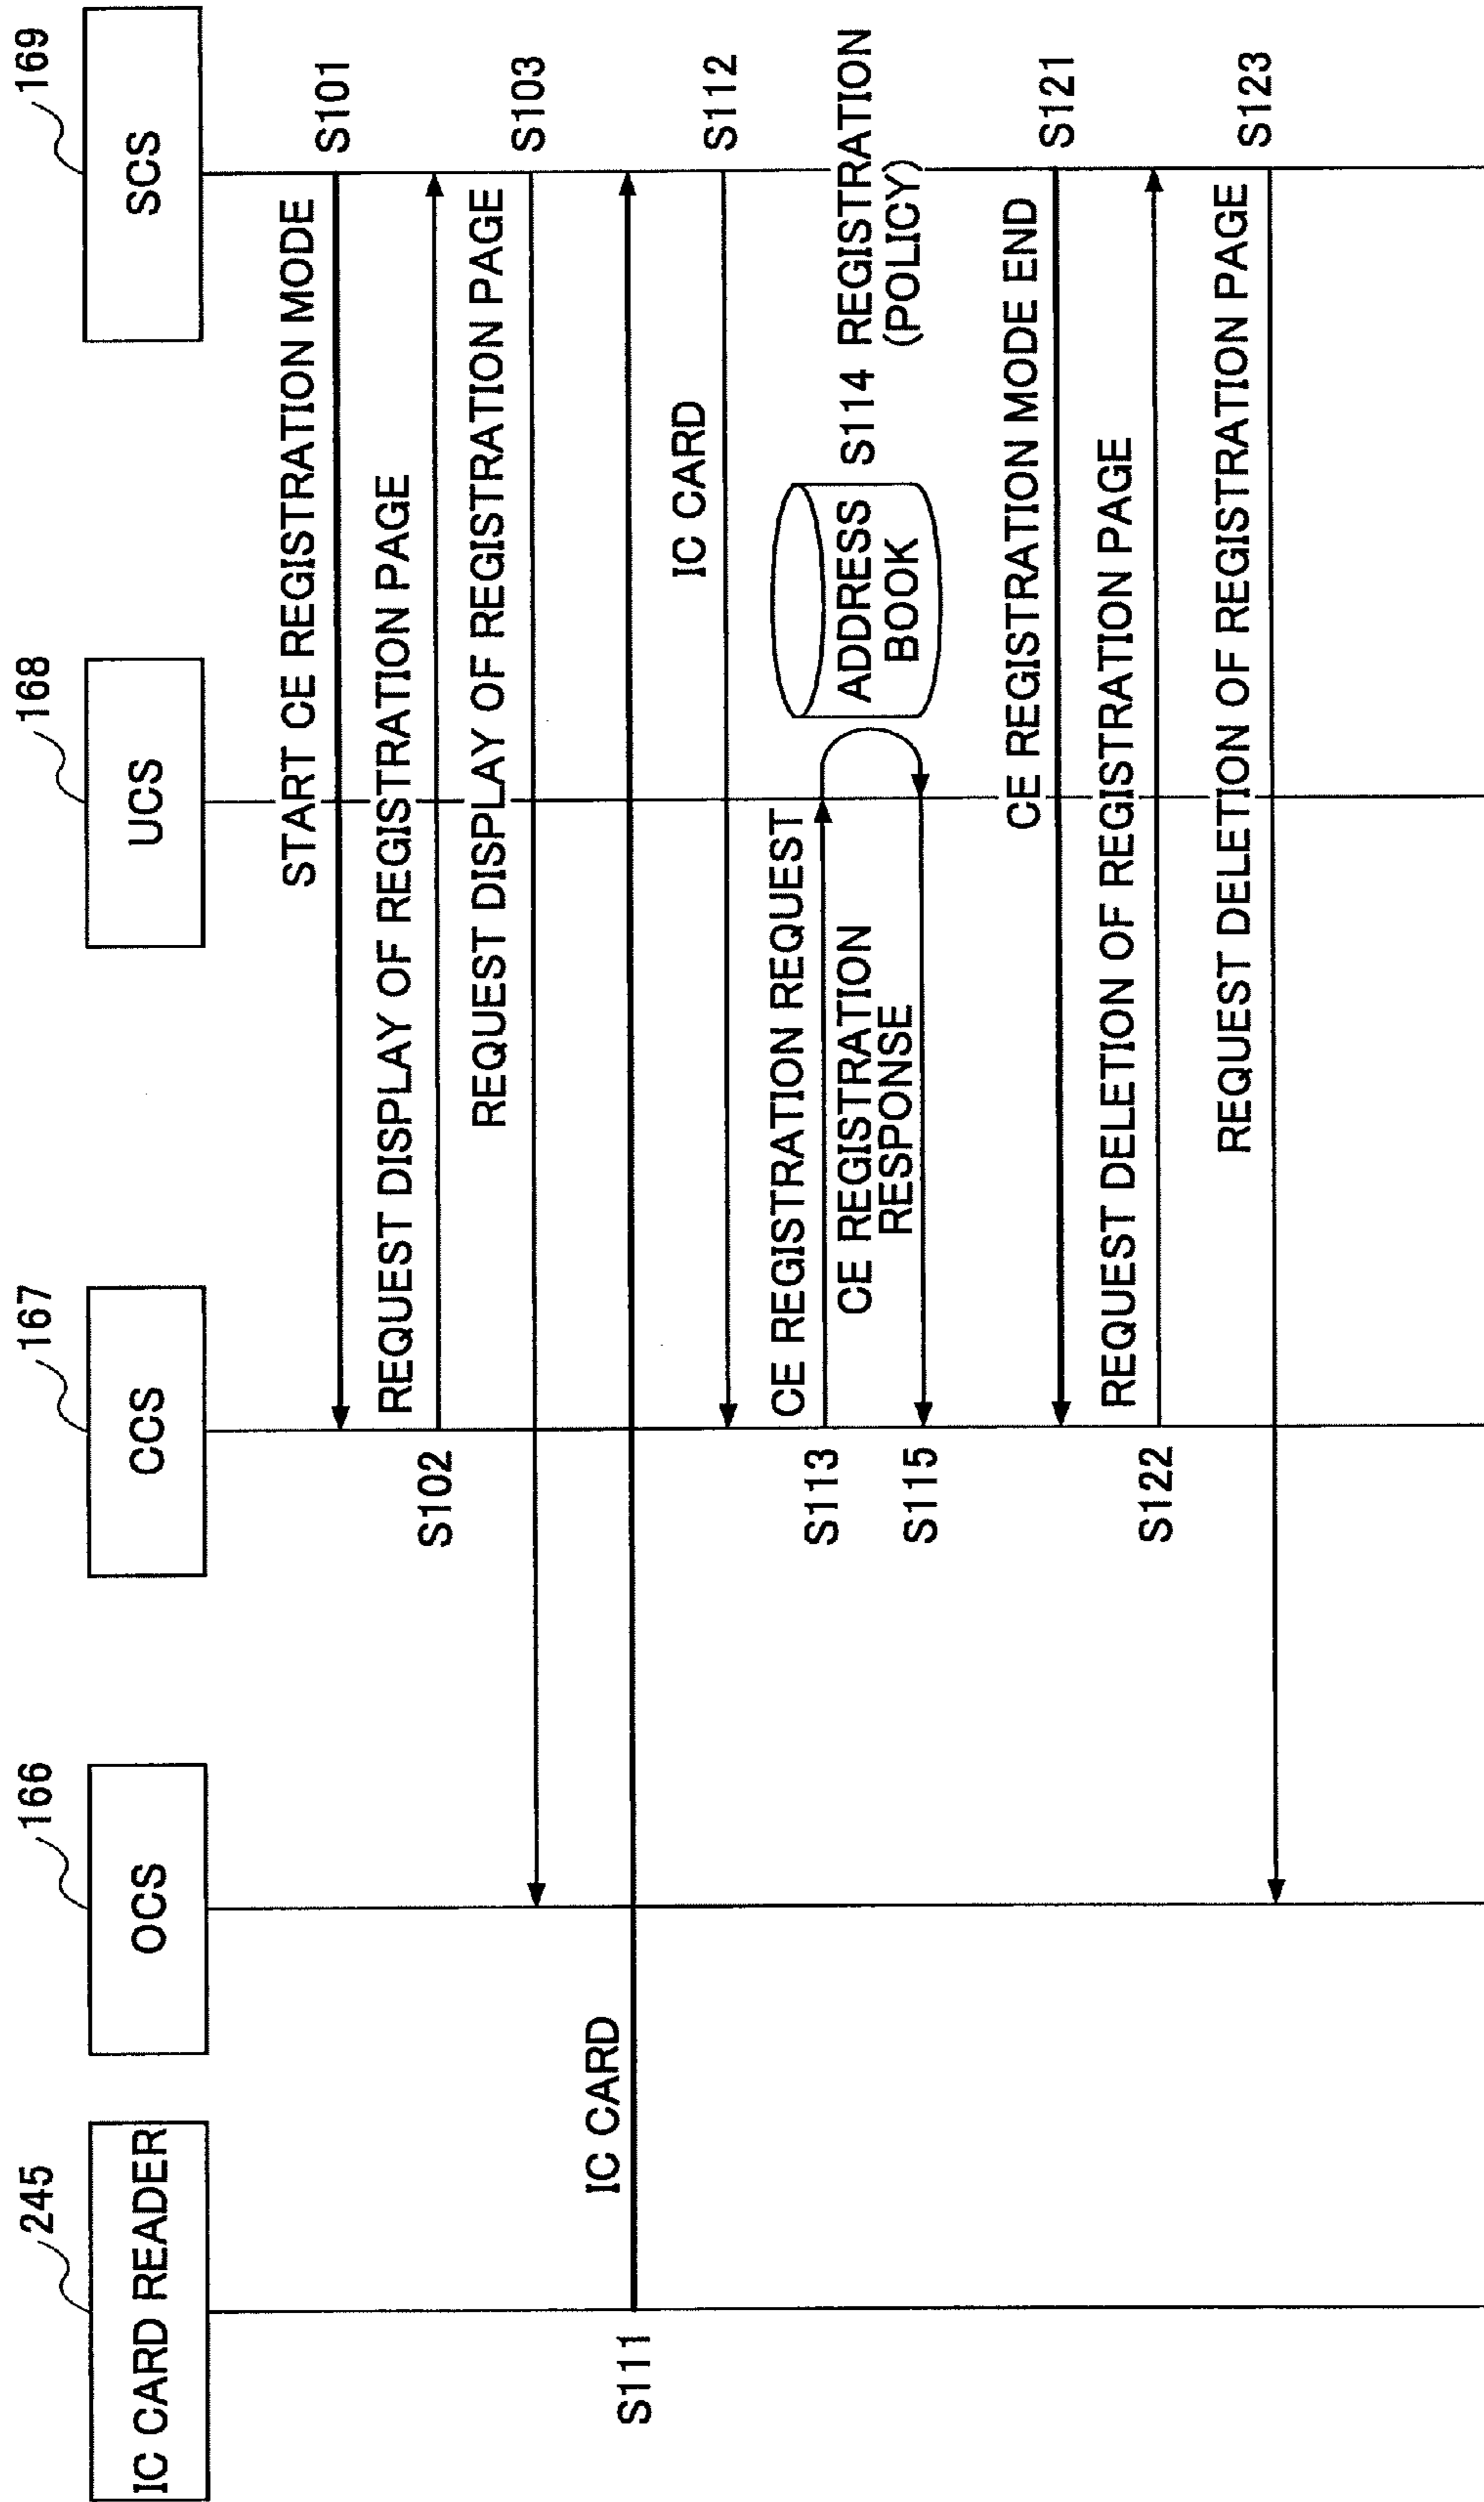 245
166
167
168
169
IC CARD READER
OCS
CCS
UCS
SCS
START CE REGISTRATION MODE
S101
REQUEST DISPLAY OF REGISTRATION PAGE
S102
REQUEST DISPLAY OF REGISTRATION PAGE
S103
IC CARD
S111
IC CARD
S112
CE REGISTRATION REQUEST
S113
ADDRESS
BOOK
S114 REGISTRATION
(POLICY)
CE REGISTRATION
RESPONSE
S115
CE REGISTRATION MODE END
S121
REQUEST DELETION OF REGISTRATION PAGE
S122
REQUEST DELETION OF REGISTRATION PAGE
S123